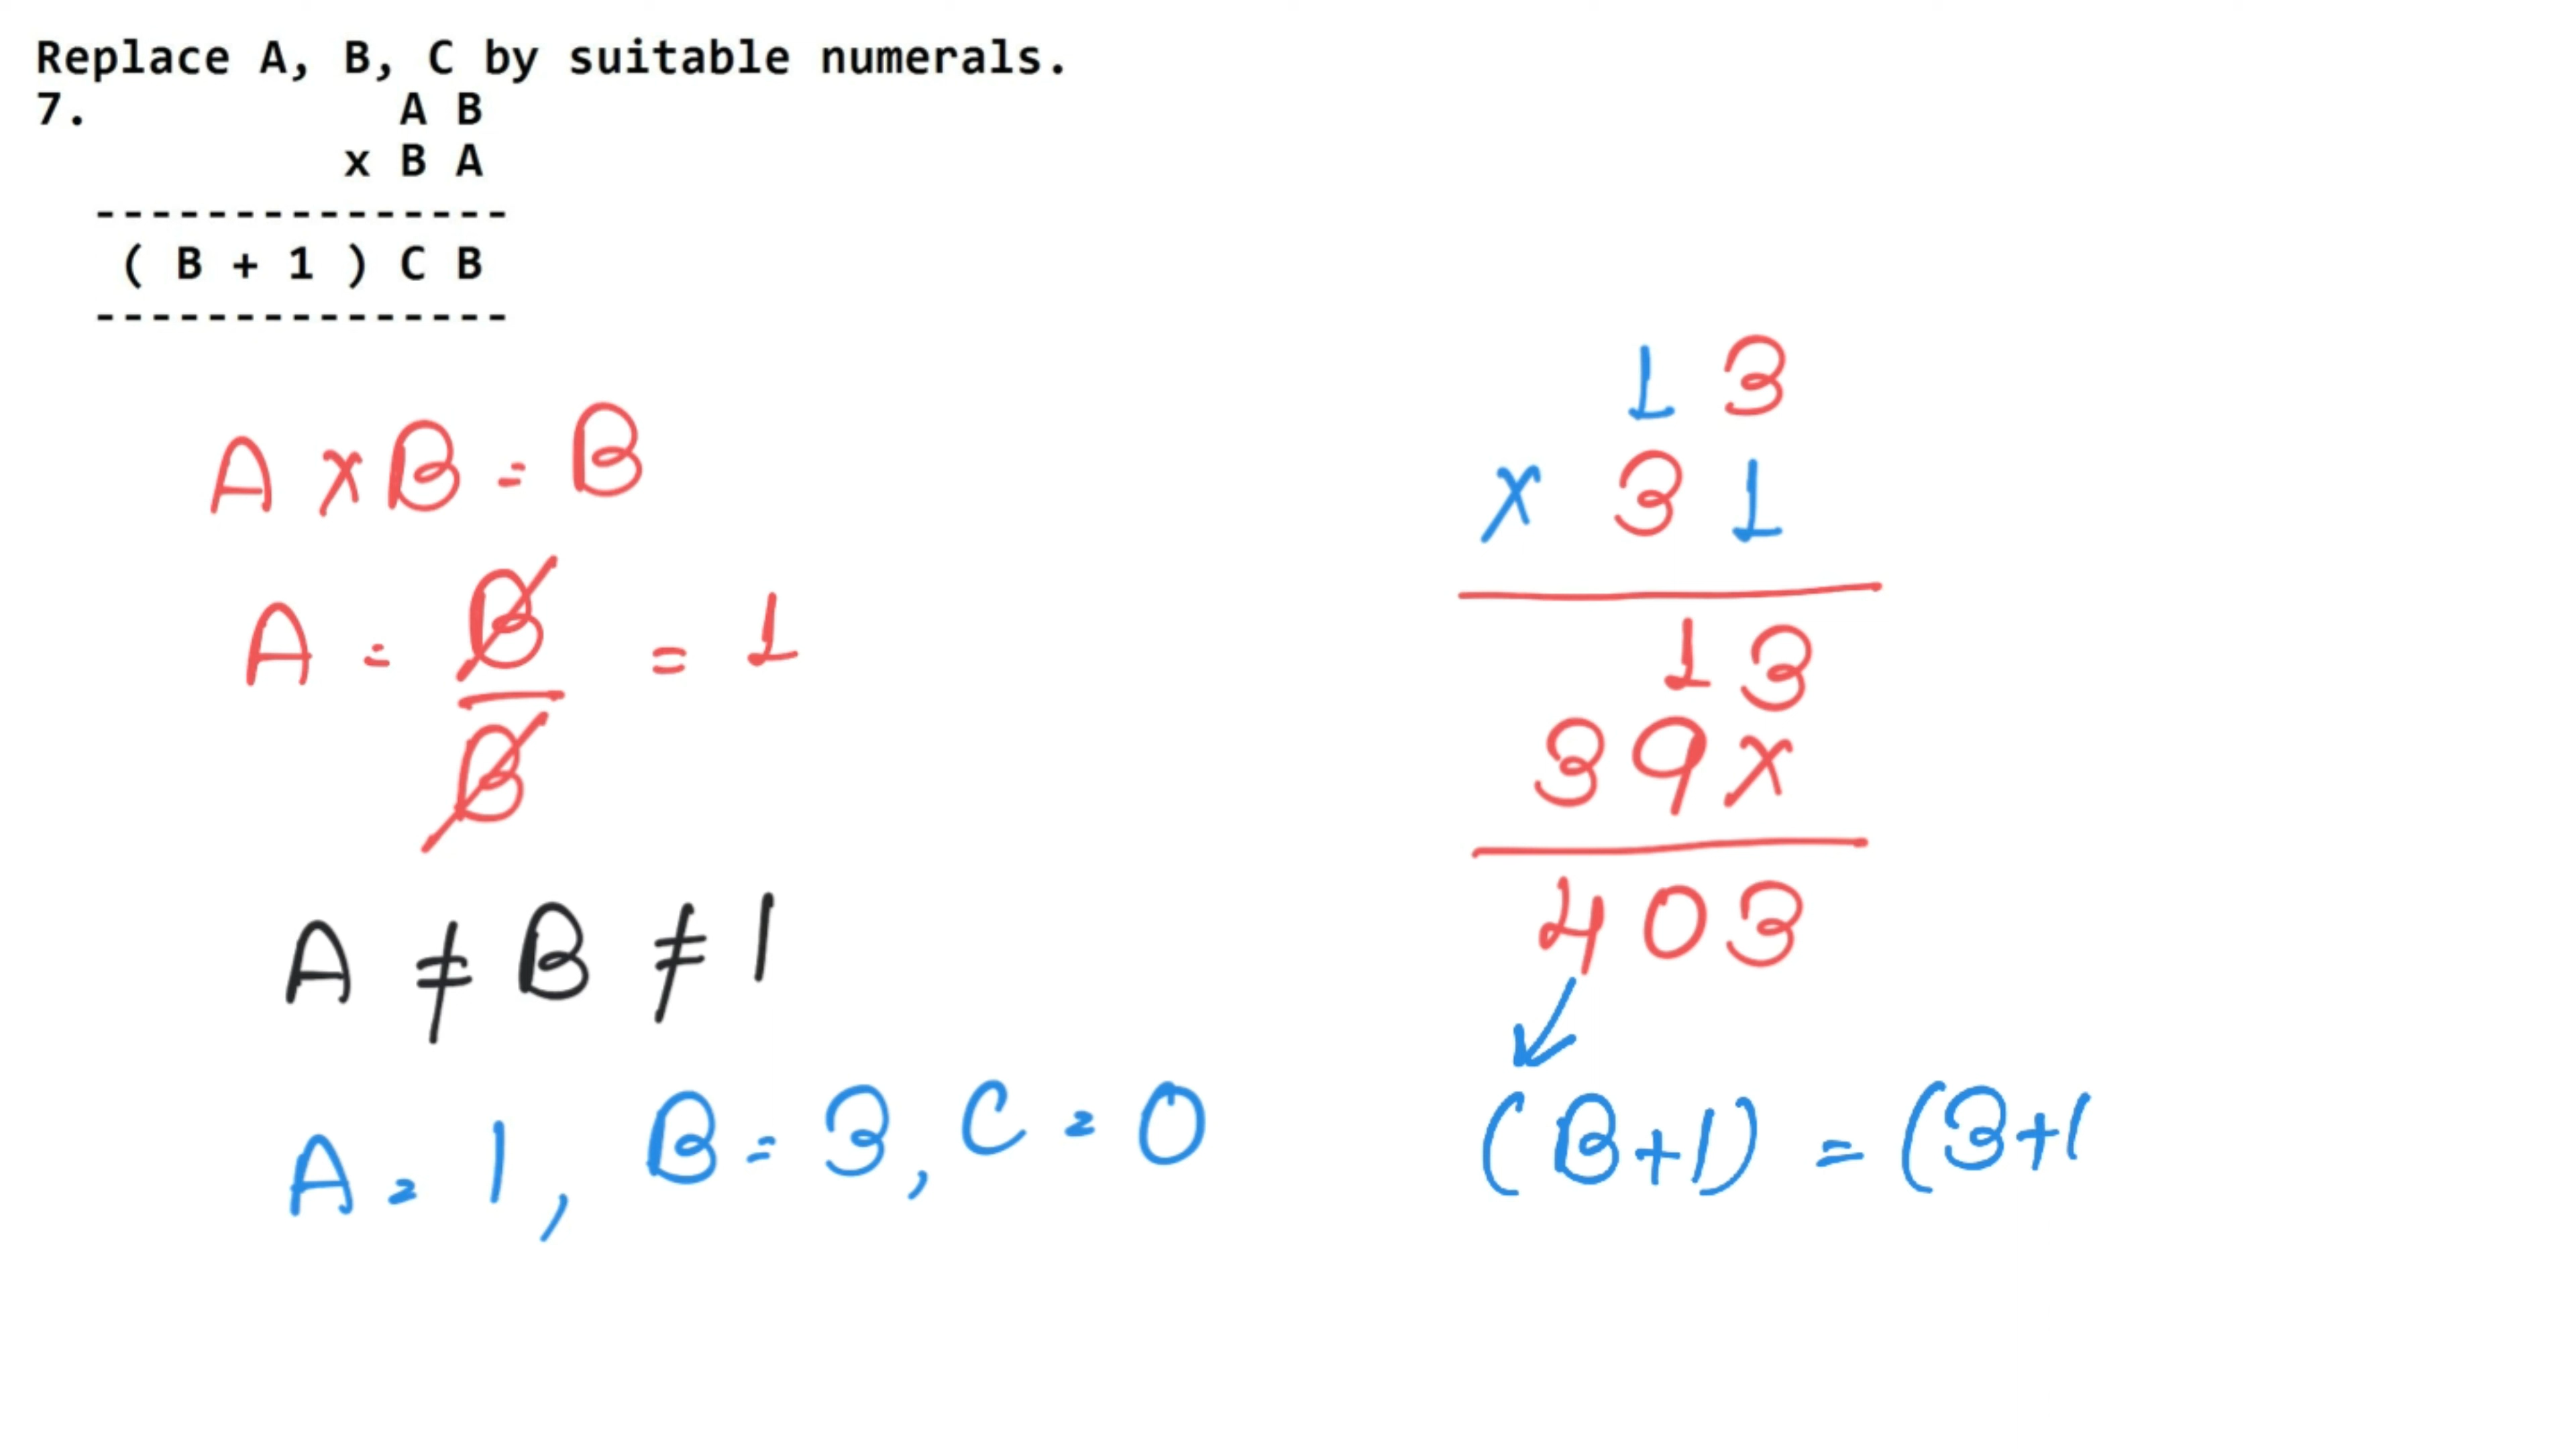 Replace A, B, C by suitable numerals.
7. A B
x B A
---------------
( B + 1 ) C B
---------------
A x B = B
A = B/B = 1
A ≠ B ≠ 1
A = 1, B = 3, C = 0
1 3
x 3 1
1 3
3 9 x
4 0 3
(B+1) = (3+1